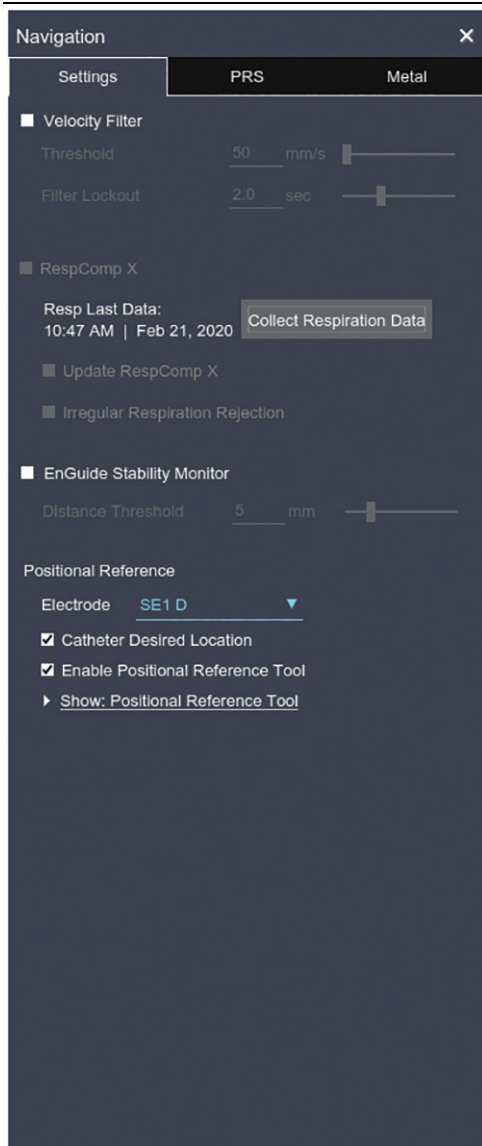 Navigation
Settings PRS Metal
Velocity Filter
Threshold 50 mm/s
Filter Lockout 2.0 sec
RespComp X
Resp Last Data:
10:47 AM | Feb 21, 2020 Collect Respiration Data
Update RespComp X
Irregular Respiration Rejection
EnGuide Stability Monitor
Distance Threshold 5 mm
Positional Reference
Electrode SE1 D
Catheter Desired Location
Enable Positional Reference Tool
Show: Positional Reference Tool